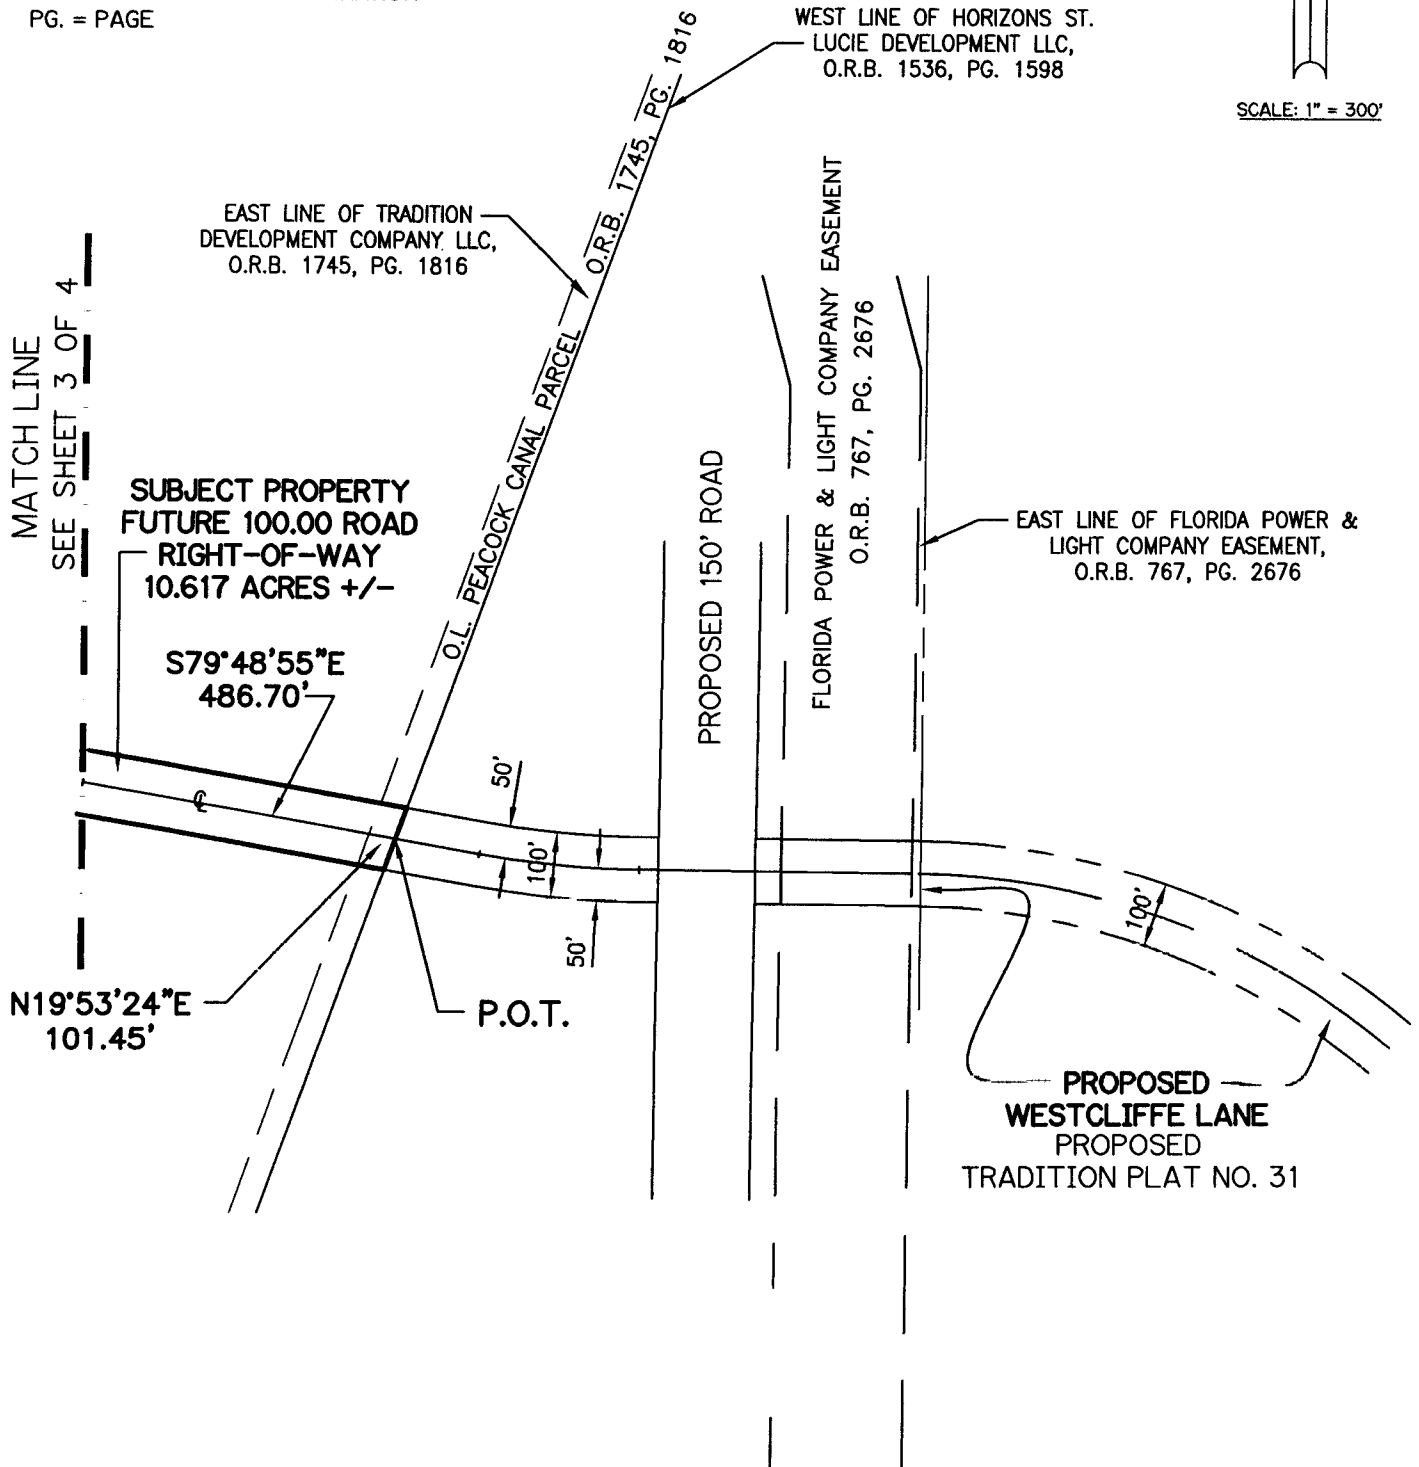 PG. = PAGE
WEST LINE OF HORIZONS ST.
LUCIE DEVELOPMENT LLC,
O.R.B. 1536, PG. 1598
SCALE: 1" = 300'
EAST LINE OF TRADITION
DEVELOPMENT COMPANY LLC,
O.R.B. 1745, PG. 1816
O.L. PEACOCK CANAL PARCEL O.R.B. 1745, PG. 1816
MATCH LINE
SEE SHEET 3 OF 4
FLORIDA POWER & LIGHT COMPANY EASEMENT
O.R.B. 767, PG. 2676
PROPOSED 150' ROAD
SUBJECT PROPERTY
FUTURE 100.00 ROAD
RIGHT-OF-WAY
10.617 ACRES +/-
EAST LINE OF FLORIDA POWER &
LIGHT COMPANY EASEMENT,
O.R.B. 767, PG. 2676
S79°48'55"E
486.70'
CL
50'
100'
50'
100'
N19°53'24"E
101.45'
P.O.T.
PROPOSED
WESTCLIFFE LANE
PROPOSED
TRADITION PLAT NO. 31